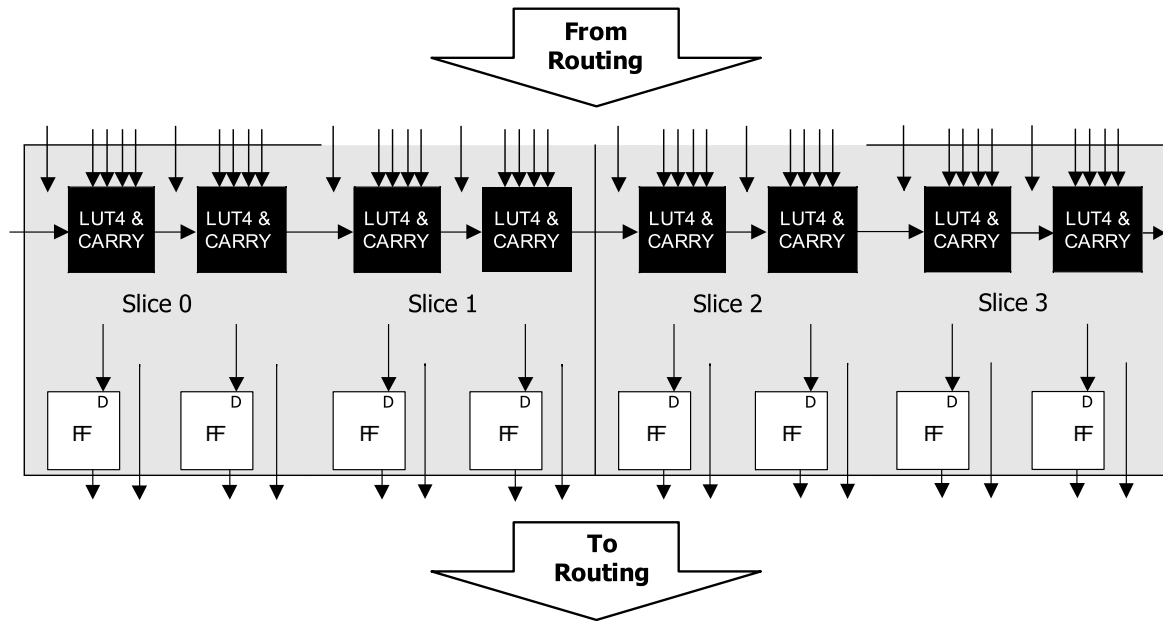 From
Routing
LUT4 &
CARRY
LUT4 &
CARRY
LUT4 &
CARRY
LUT4 &
CARRY
LUT4 &
CARRY
LUT4 &
CARRY
LUT4 &
CARRY
LUT4 &
CARRY
Slice 0
Slice 1
Slice 2
Slice 3
D
FF
D
FF
D
FF
D
FF
D
FF
D
FF
D
FF
D
FF
To
Routing